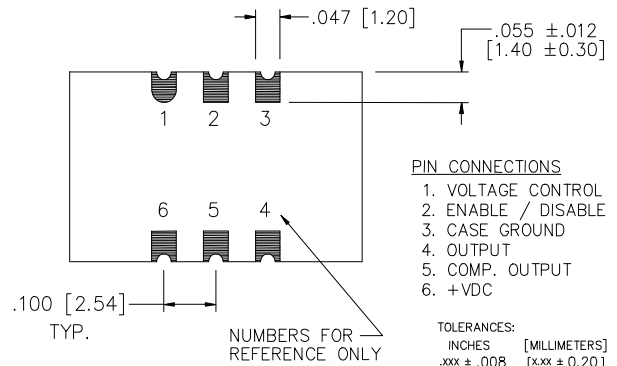 .047 [1.20]
.055 ±.012
[1.40 ±0.30]
1 2 3
6 5 4
.100 [2.54]
TYP.
NUMBERS FOR
REFERENCE ONLY
PIN CONNECTIONS
1. VOLTAGE CONTROL
2. ENABLE / DISABLE
3. CASE GROUND
4. OUTPUT
5. COMP. OUTPUT
6. +VDC
TOLERANCES:
INCHES [MILLIMETERS]
.xxx ± .008 [x.xx ± 0.20]